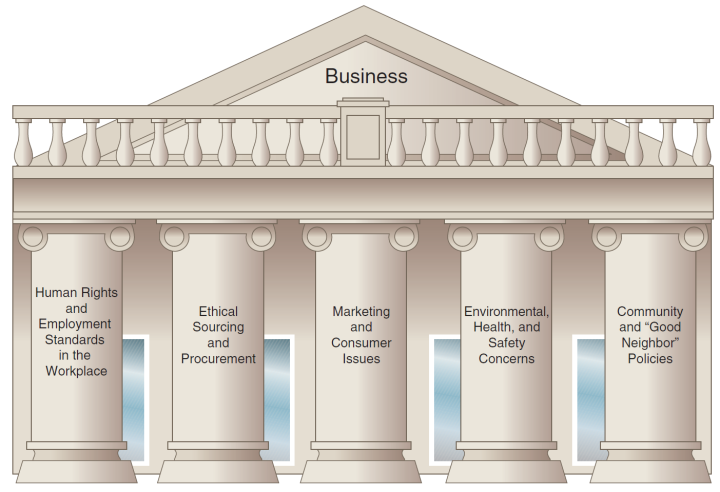 Business
Human Rights
and
Employment
Standards
in the
Workplace
Ethical
Sourcing
and
Procurement
Marketing
and
Consumer
Issues
Environmental,
Health, and
Safety
Concerns
Community
and “Good
Neighbor”
Policies